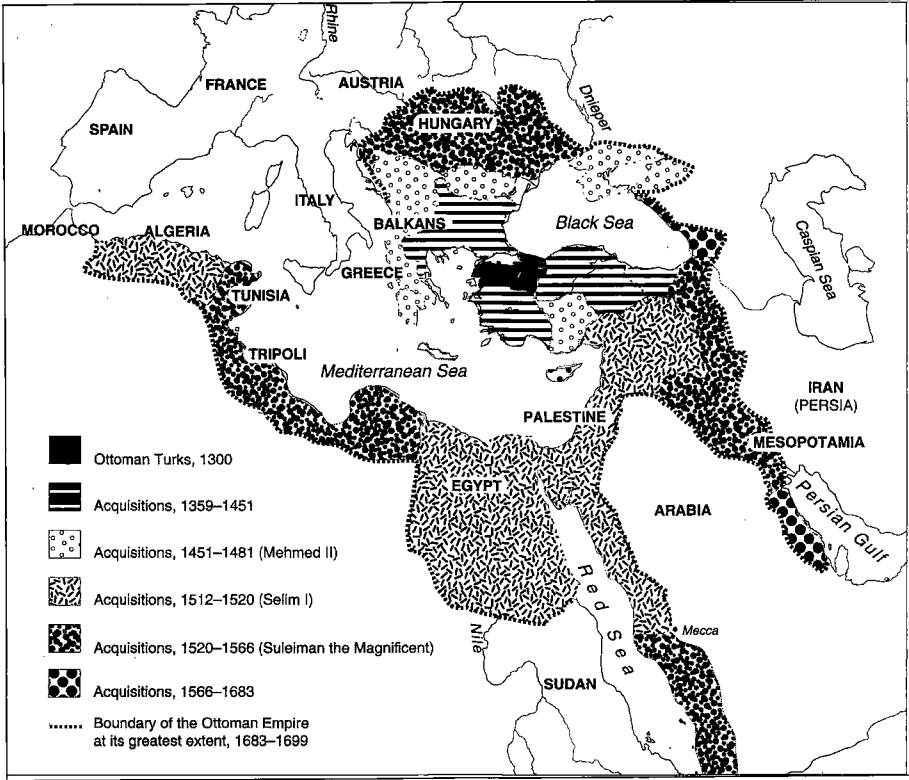 Rhine
FRANCE
AUSTRIA
Dnieper
SPAIN
HUNGARY
ITALY
BALKANS
Black Sea
Caspian Sea
MOROCCO
ALGERIA
GREECE
TUNISIA
TRIPOLI
Mediterranean Sea
IRAN
(PERSIA)
PALESTINE
MESOPOTAMIA
EGYPT
ARABIA
Persian Gulf
Red Sea
Mecca
Nile
SUDAN
Ottoman Turks, 1300
Acquisitions, 1359–1451
Acquisitions, 1451–1481 (Mehmed II)
Acquisitions, 1512–1520 (Selim I)
Acquisitions, 1520–1566 (Suleiman the Magnificent)
Acquisitions, 1566–1683
Boundary of the Ottoman Empire
at its greatest extent, 1683–1699